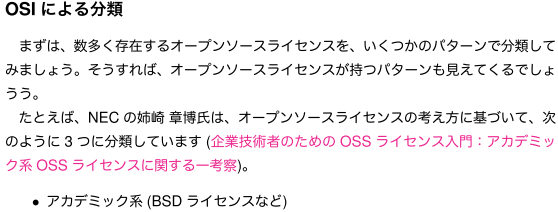 OSI による分類
まずは、数多く存在するオープンソースライセンスを、いくつかのパターンで分類して
みましょう。そうすれば、オープンソースライセンスが持つパターンも見えてくるでしょ
うう。
たとえば、NEC の姉崎 章博氏は、オープンソースライセンスの考え方に基づいて、次
のように 3 つに分類しています (企業技術者のための OSS ライセンス入門：アカデミッ
ク系 OSS ライセンスに関する一考察)。
• アカデミック系 (BSD ライセンスなど)